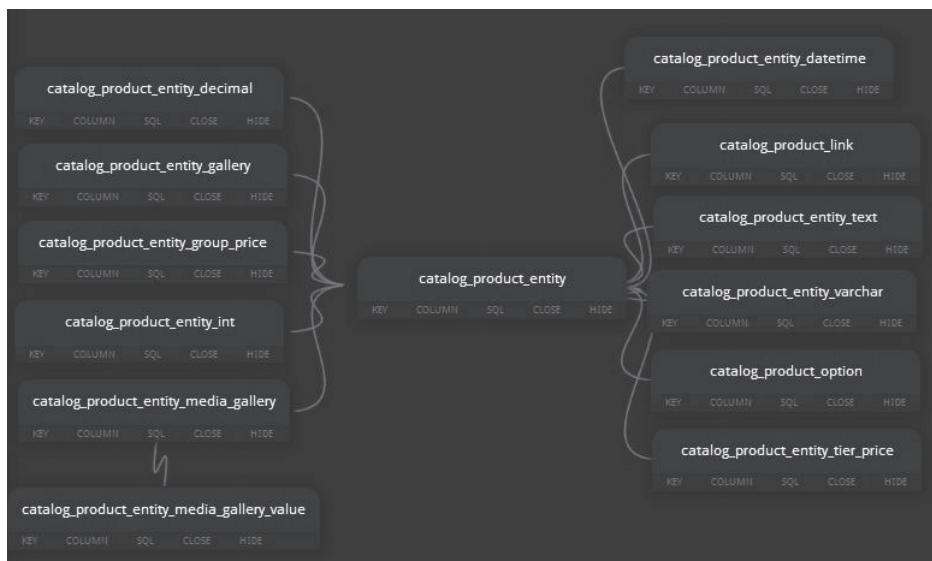 catalog_product_entity_decimal
KEY COLUMN SQL CLOSE HIDE
catalog_product_entity_gallery
KEY COLUMN SQL CLOSE HIDE
catalog_product_entity_group_price
KEY COLUMN SQL CLOSE HIDE
catalog_product_entity_int
KEY COLUMN SQL CLOSE HIDE
catalog_product_entity_media_gallery
KEY COLUMN SQL CLOSE HIDE
catalog_product_entity_media_gallery_value
KEY COLUMN SQL CLOSE HIDE
catalog_product_entity
KEY COLUMN SQL CLOSE HIDE
catalog_product_entity_datetime
KEY COLUMN SQL CLOSE HIDE
catalog_product_link
KEY COLUMN SQL CLOSE HIDE
catalog_product_entity_text
KEY COLUMN SQL CLOSE HIDE
catalog_product_entity_varchar
KEY COLUMN SQL CLOSE HIDE
catalog_product_option
KEY COLUMN SQL CLOSE HIDE
catalog_product_entity_tier_price
KEY COLUMN SQL CLOSE HIDE